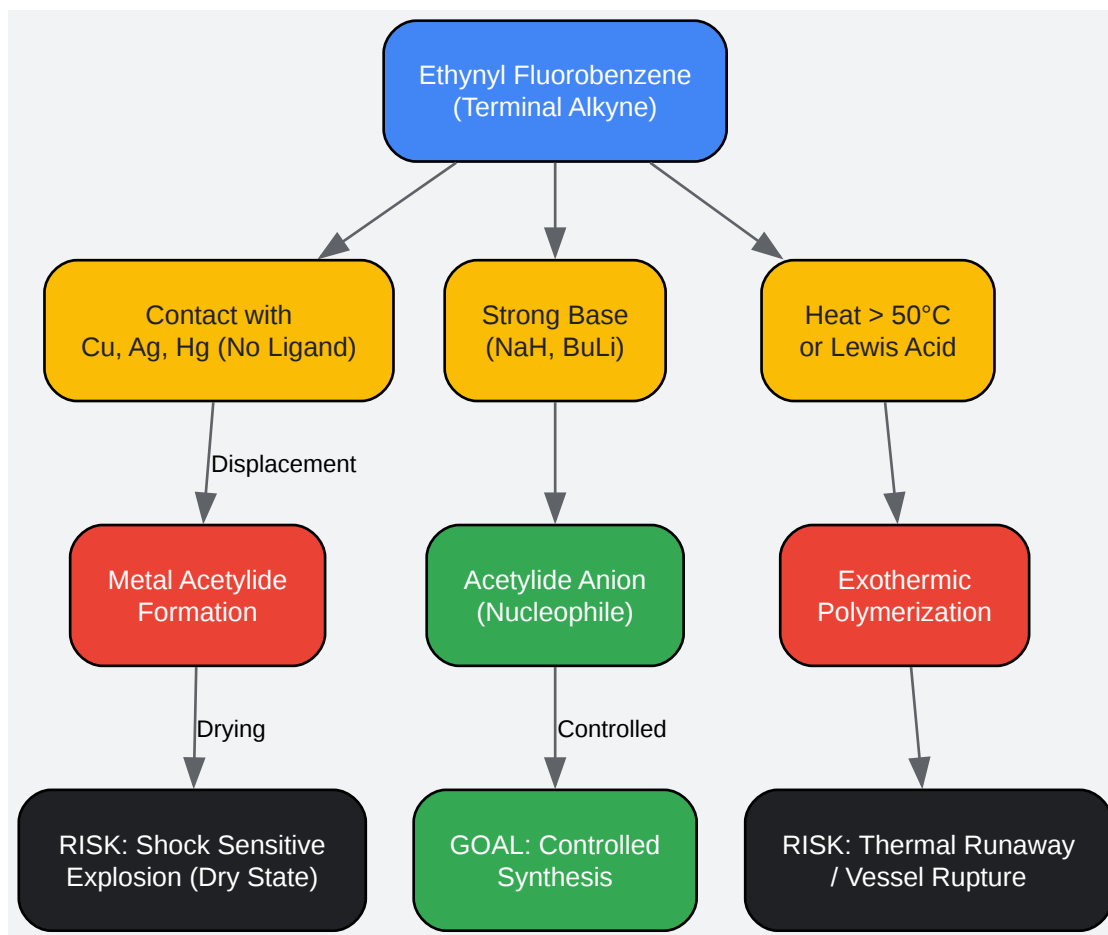 Ethynyl Fluorobenzene
(Terminal Alkyne)
Contact with
Cu, Ag, Hg (No Ligand)
Strong Base
(NaH, BuLi)
Heat > 50°C
or Lewis Acid
Displacement
Metal Acetylide
Formation
Acetylide Anion
(Nucleophile)
Exothermic
Polymerization
Drying
Controlled
RISK: Shock Sensitive
Explosion (Dry State)
GOAL: Controlled
Synthesis
RISK: Thermal Runaway
/ Vessel Rupture